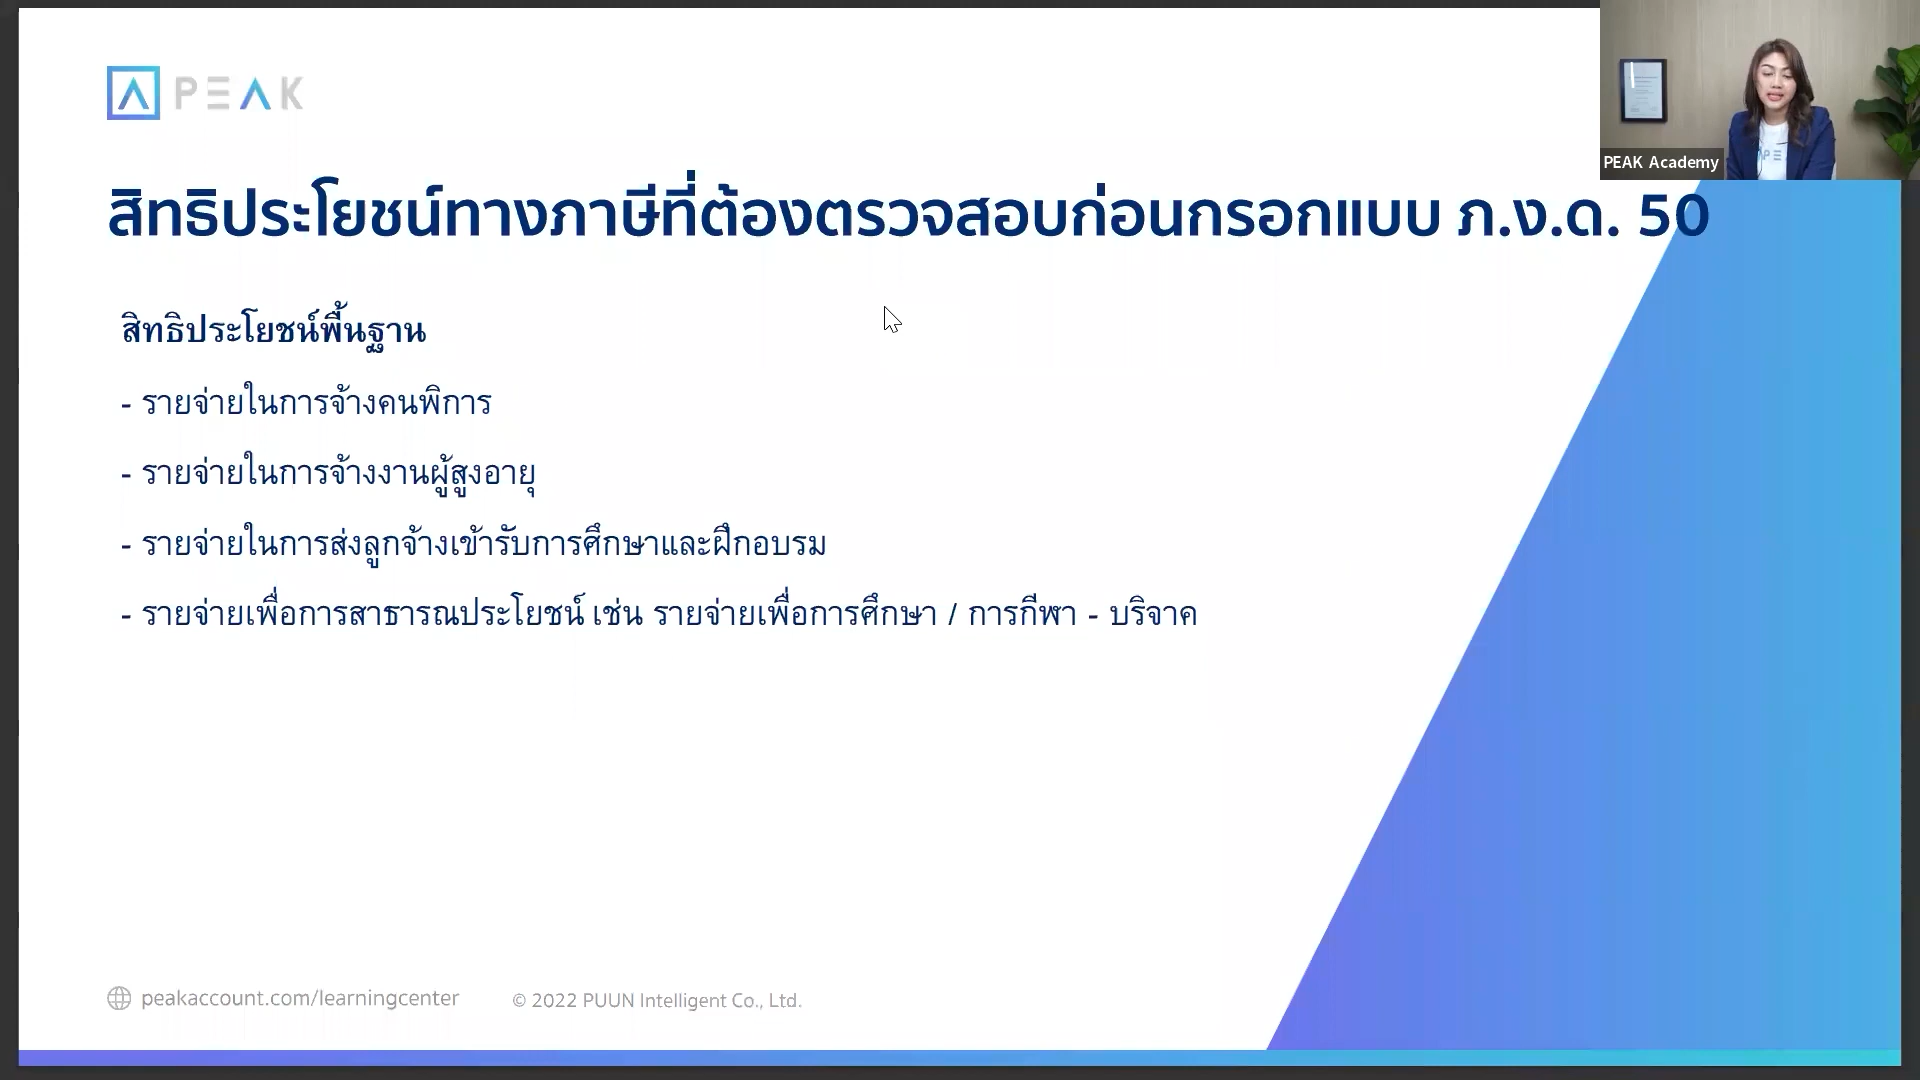 PEAK
PEAK Academy
สิทธิประโยชน์ทางภาษีที่ต้องตรวจสอบก่อนกรอกแบบ ภ.ง.ด. 50
สิทธิประโยชน์พื้นฐาน
- รายจ่ายในการจ้างคนพิการ
- รายจ่ายในการจ้างงานผู้สูงอายุ
- รายจ่ายในการส่งลูกจ้างเข้ารับการศึกษาและฝึกอบรม
- รายจ่ายเพื่อการสาธารณประโยชน์ เช่น รายจ่ายเพื่อการศึกษา / การกีฬา - บริจาค
peakaccount.com/learningcenter
© 2022 PUUN Intelligent Co., Ltd.